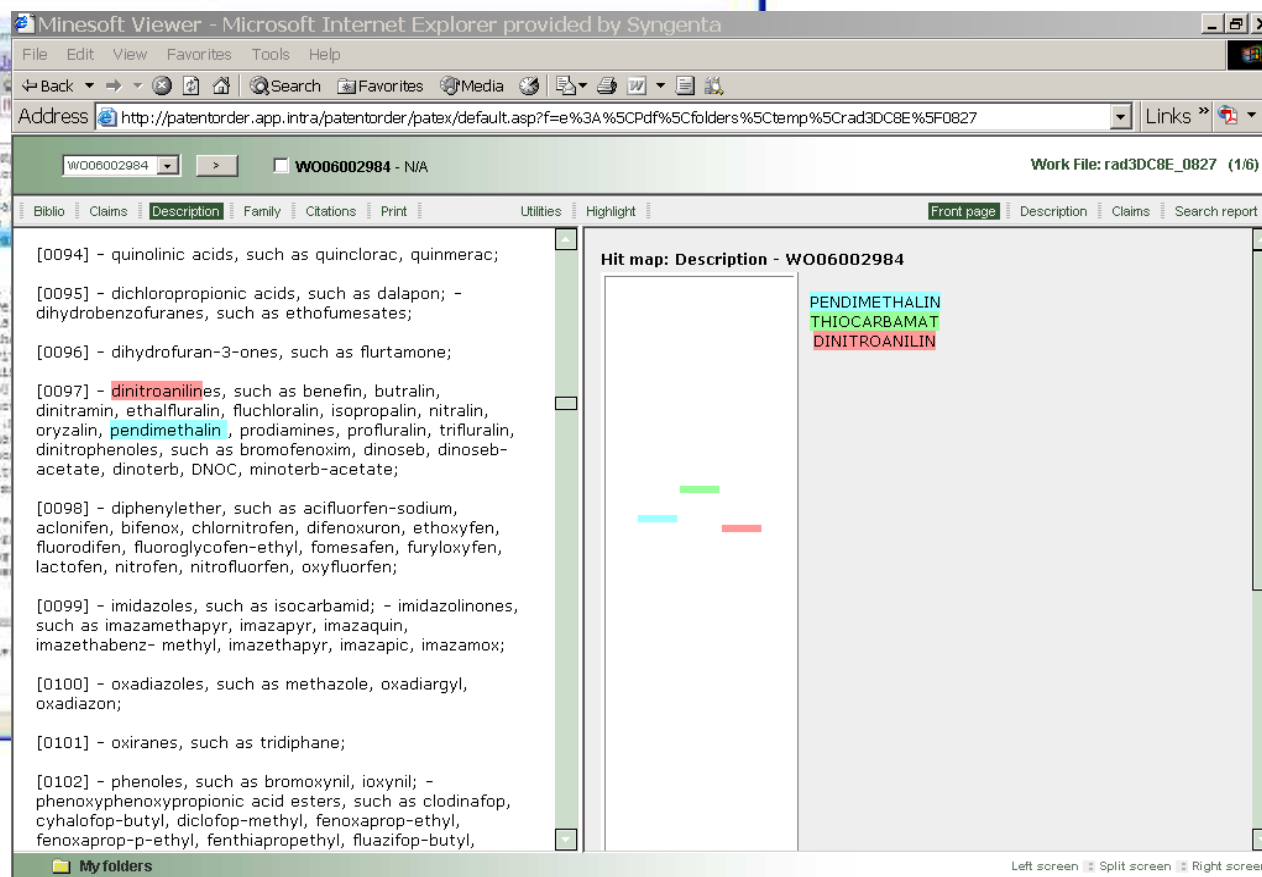 Minesoft Viewer - Microsoft Internet Explorer provided by Syngenta
File Edit View Favorites Tools Help
Back Search Favorites Media
Address http://patentorder.app.intra/patentorder/patex/default.asp?f=e%3A%5CPdf%5Cfolders%5Ctemp%5Crad3DC8E%5F0827 Links »
WO06002984 > WO06002984 - N/A Work File: rad3DC8E_0827 (1/6)
Biblio Claims Description Family Citations Print Utilities Highlight Front page Description Claims Search report
[0094] - quinolinic acids, such as quinclorac, quinmerac;
[0095] - dichloropropionic acids, such as dalapon; -
dihydrobenzofuranes, such as ethofumesates;
[0096] - dihydrofuran-3-ones, such as flurtamone;
[0097] - dinitroanilines, such as benefin, butralin,
dinitramin, ethalfluralin, fluchloralin, isopropalin, nitralin,
oryzalin, pendimethalin , prodiamines, profluralin, trifluralin,
dinitrophenoles, such as bromofenoxim, dinoseb, dinoseb-
acetate, dinoterb, DNOC, minoterb-acetate;
[0098] - diphenylether, such as acifluorfen-sodium,
aclonifen, bifenox, chlornitrofen, difenoxuron, ethoxyfen,
fluorodifen, fluoroglycofen-ethyl, fomesafen, furyloxyfen,
lactofen, nitrofen, nitrofluorfen, oxyfluorfen;
[0099] - imidazoles, such as isocarbamid; - imidazolinones,
such as imazamethapyr, imazapyr, imazaquin,
imazethabenz- methyl, imazethapyr, imazapic, imazamox;
[0100] - oxadiazoles, such as methazole, oxadiargyl,
oxadiazon;
[0101] - oxiranes, such as tridiphane;
[0102] - phenoles, such as bromoxynil, ioxynil; -
phenoxyphenoxypropionic acid esters, such as clodinafop,
cyhalofop-butyl, diclofop-methyl, fenoxaprop-ethyl,
fenoxaprop-p-ethyl, fenthiapropethyl, fluazifop-butyl,
Hit map: Description - WO06002984
PENDIMETHALIN
THIOCARBAMAT
DINITROANILIN
My folders Left screen Split screen Right screen